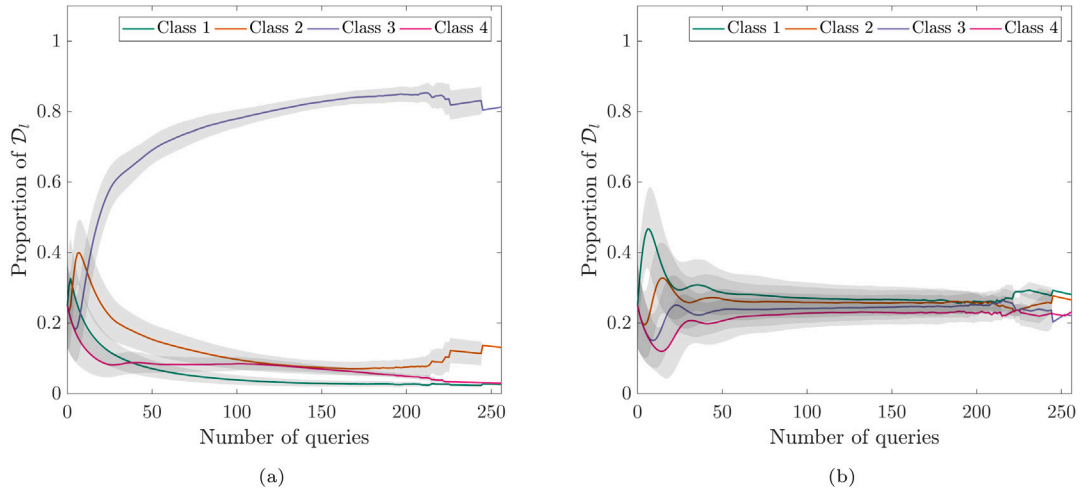 Class 1 Class 2 Class 3 Class 4
1
0.8
0.6
0.4
0.2
0
Proportion of 𝒟ₗ
0 50 100 150 200 250
Number of queries
(a)
Class 1 Class 2 Class 3 Class 4
1
0.8
0.6
0.4
0.2
0
Proportion of 𝒟ₗ
0 50 100 150 200 250
Number of queries
(b)